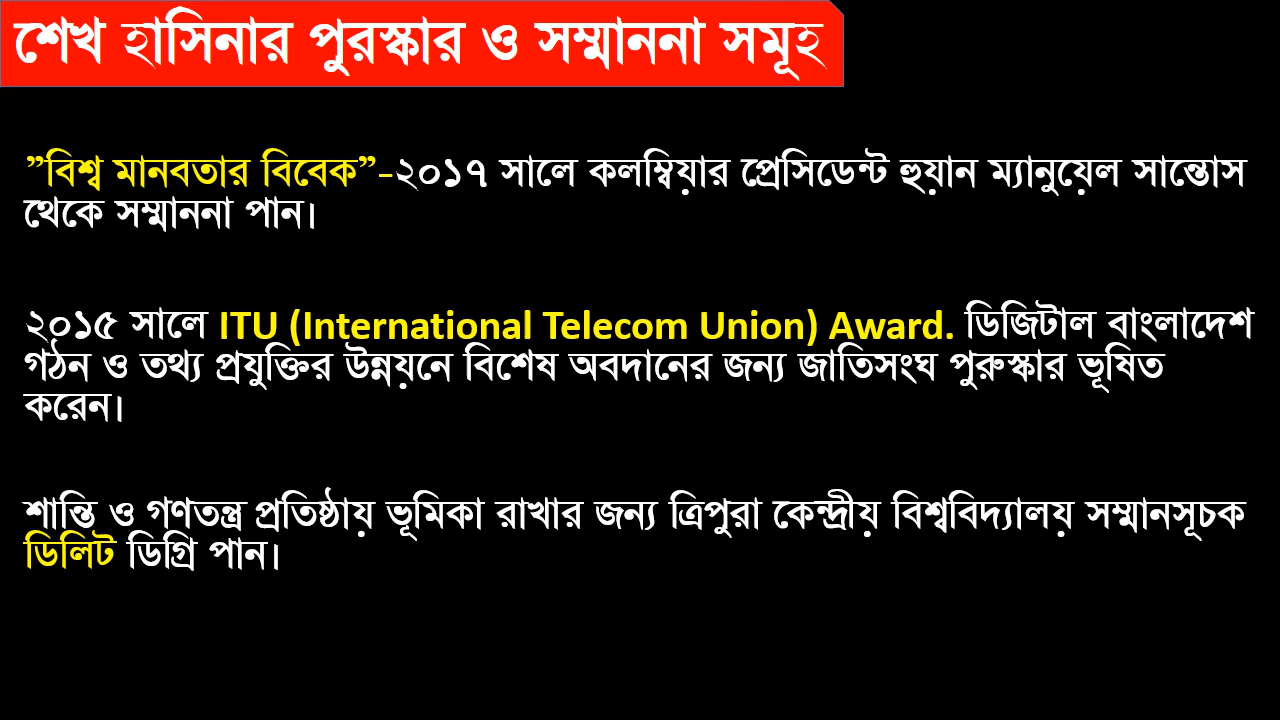 শেখ হাসিনার পুরস্কার ও সম্মাননা সমূহ
”বিশ্ব মানবতার বিবেক”-২০১৭ সালে কলম্বিয়ার প্রেসিডেন্ট হুয়ান ম্যানুয়েল সান্তোস
থেকে সম্মাননা পান।
২০১৫ সালে ITU (International Telecom Union) Award. ডিজিটাল বাংলাদেশ
গঠন ও তথ্য প্রযুক্তির উন্নয়নে বিশেষ অবদানের জন্য জাতিসংঘ পুরুস্কার ভূষিত
করেন।
শান্তি ও গণতন্ত্র প্রতিষ্ঠায় ভূমিকা রাখার জন্য ত্রিপুরা কেন্দ্রীয় বিশ্ববিদ্যালয় সম্মানসূচক
ডিলিট ডিগ্রি পান।